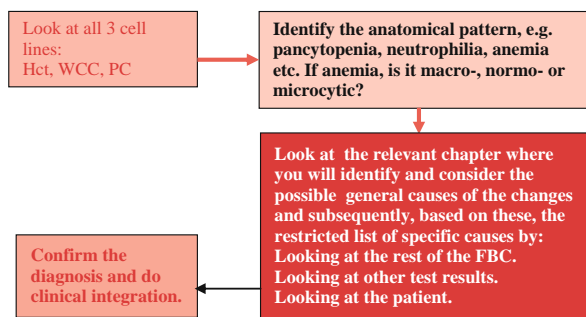 Look at all 3 cell
lines:
Hct, WCC, PC
Identify the anatomical pattern, e.g.
pancytopenia, neutrophilia, anemia
etc. If anemia, is it macro-, normo- or
microcytic?
Look at the relevant chapter where
you will identify and consider the
possible general causes of the changes
and subsequently, based on these, the
restricted list of specific causes by:
Looking at the rest of the FBC.
Looking at other test results.
Looking at the patient.
Confirm the
diagnosis and do
clinical integration.